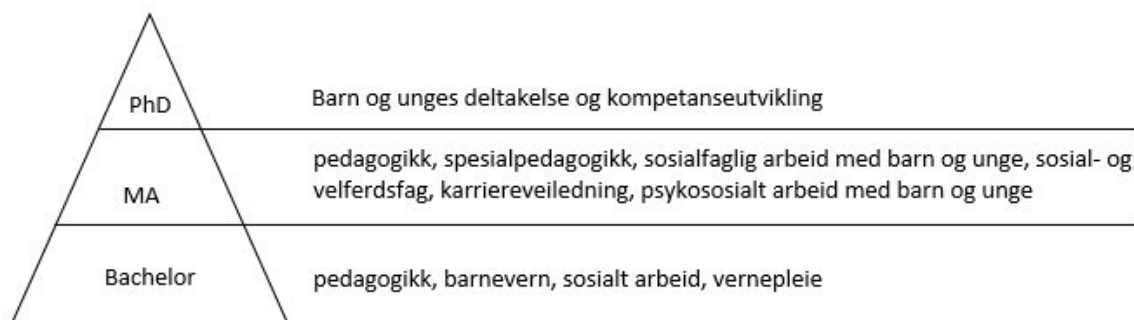 PhD
Barn og unges deltakelse og kompetanseutvikling
MA
pedagogikk, spesialpedagogikk, sosialfaglig arbeid med barn og unge, sosial- og
velferdsfag, karriereveiledning, psykososialt arbeid med barn og unge
Bachelor
pedagogikk, barnevern, sosialt arbeid, vernepleie